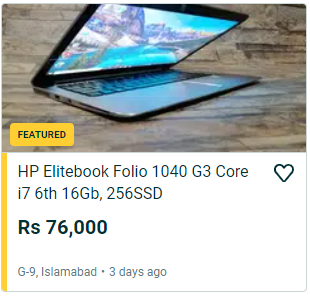 FEATURED
HP Elitebook Folio 1040 G3 Core
i7 6th 16Gb, 256SSD
Rs 76,000
G-9, Islamabad • 3 days ago